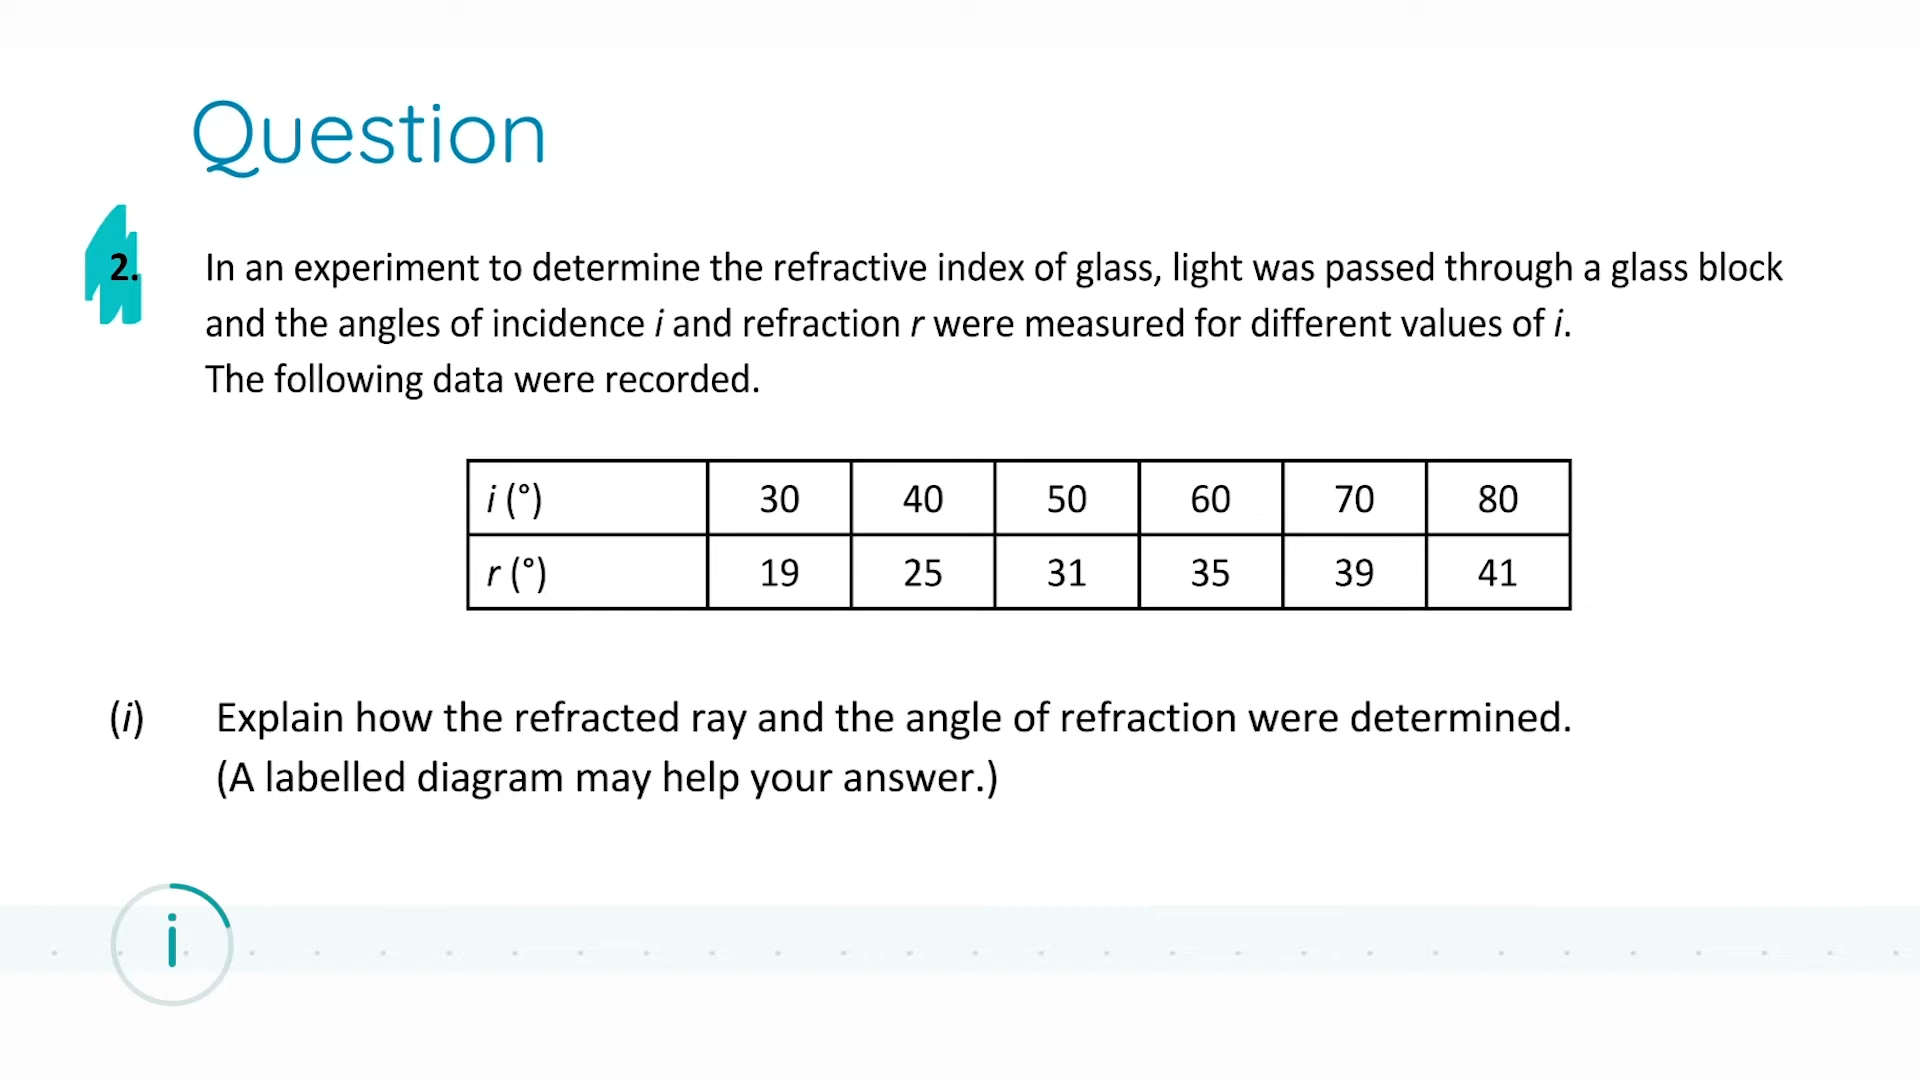 Question
2. In an experiment to determine the refractive index of glass, light was passed through a glass block
and the angles of incidence i and refraction r were measured for different values of i.
The following data were recorded.
i (°) 30 40 50 60 70 80
r (°) 19 25 31 35 39 41
(i) Explain how the refracted ray and the angle of refraction were determined.
(A labelled diagram may help your answer.)
i